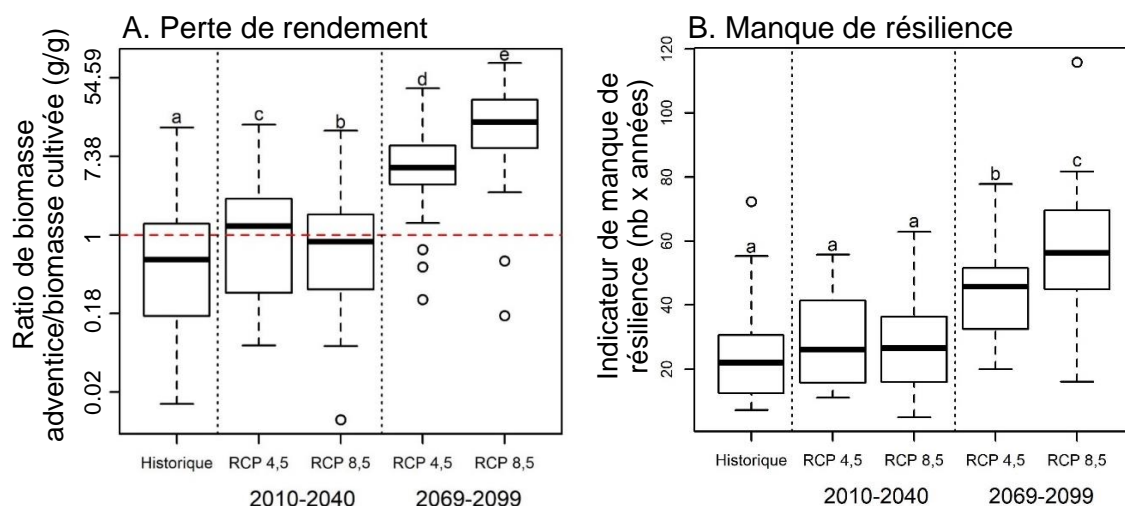 A. Perte de rendement
Ratio de biomasse
adventice/biomasse cultivée (g/g)
54.59
7.38
1
0.18
0.02
a
c
b
d
e
Historique
RCP 4,5
RCP 8,5
RCP 4,5
RCP 8,5
2010-2040
2069-2099
B. Manque de résilience
Indicateur de manque de
résilience (nb x années)
120
100
80
60
40
20
a
a
a
b
c
Historique
RCP 4,5
RCP 8,5
RCP 4,5
RCP 8,5
2010-2040
2069-2099